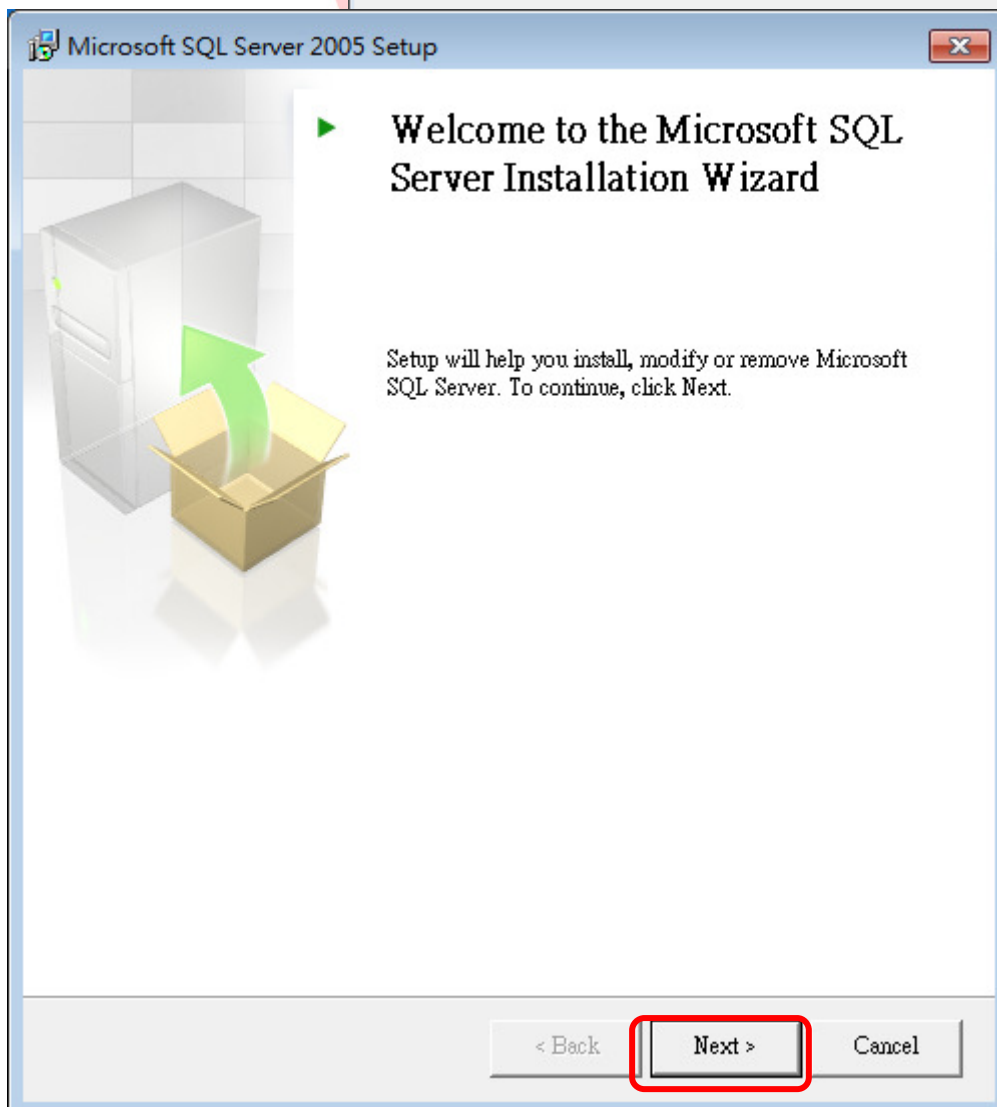 Microsoft SQL Server 2005 Setup
Welcome to the Microsoft SQL
Server Installation Wizard
Setup will help you install, modify or remove Microsoft
SQL Server. To continue, click Next.
< Back Next > Cancel